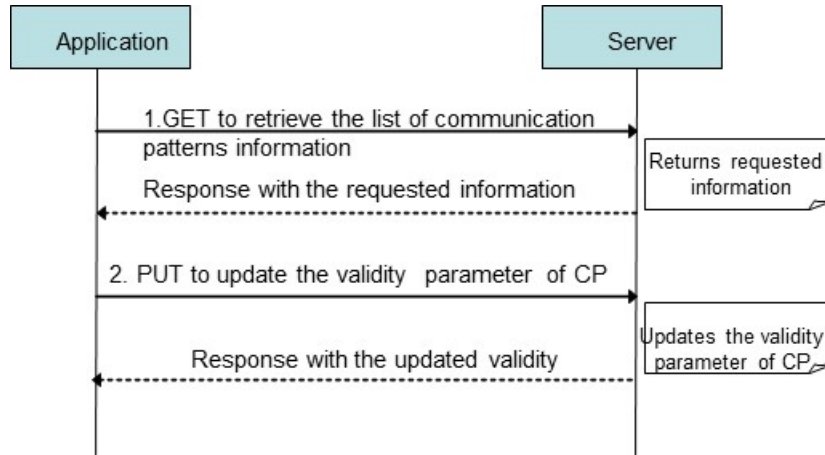 Application
Server
1.GET to retrieve the list of communication
patterns information
Returns requested
information
Response with the requested information
2. PUT to update the validity parameter of CP
Updates the validity
parameter of CP
Response with the updated validity